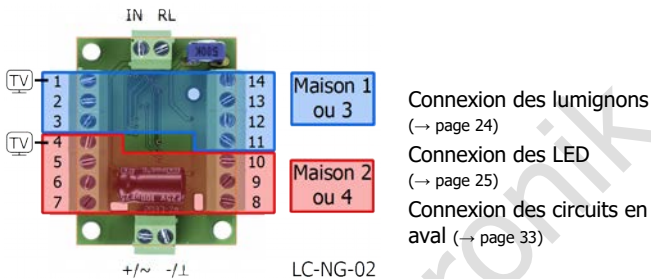 IN RL
TV 1 14
2 13
3 12
TV 4 11
5 10
6 9
7 8
Maison 1
ou 3
Maison 2
ou 4
+/~ -/⊥
LC-NG-02
Connexion des lumignons
(→ page 24)
Connexion des LED
(→ page 25)
Connexion des circuits en
aval (→ page 33)